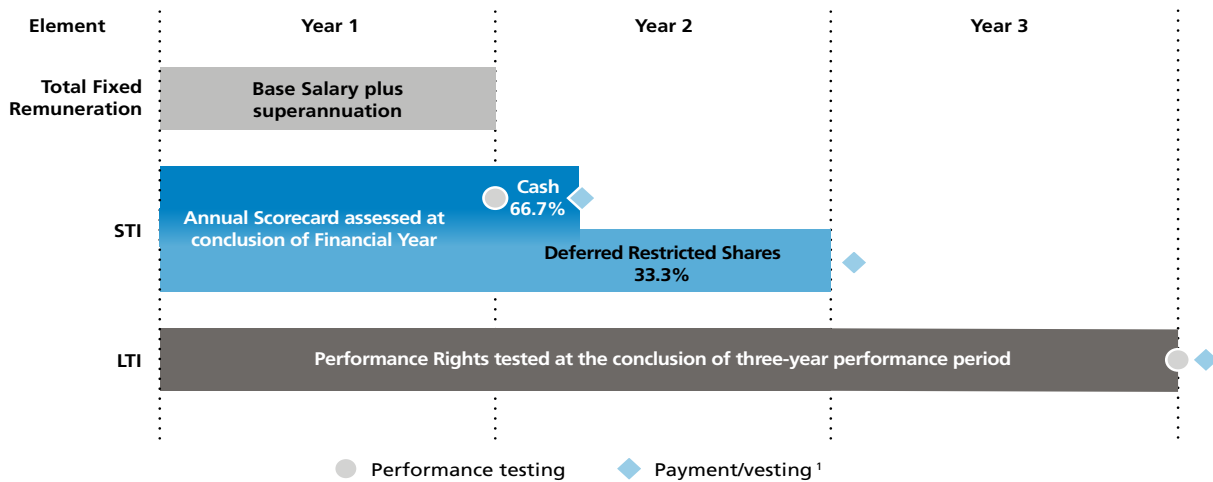 Element Year 1 Year 2 Year 3
Total Fixed
Remuneration
Base Salary plus
superannuation
STI
Annual Scorecard assessed at
conclusion of Financial Year
Cash
66.7%
Deferred Restricted Shares
33.3%
LTI
Performance Rights tested at the conclusion of three-year performance period
Performance testing Payment/vesting ¹